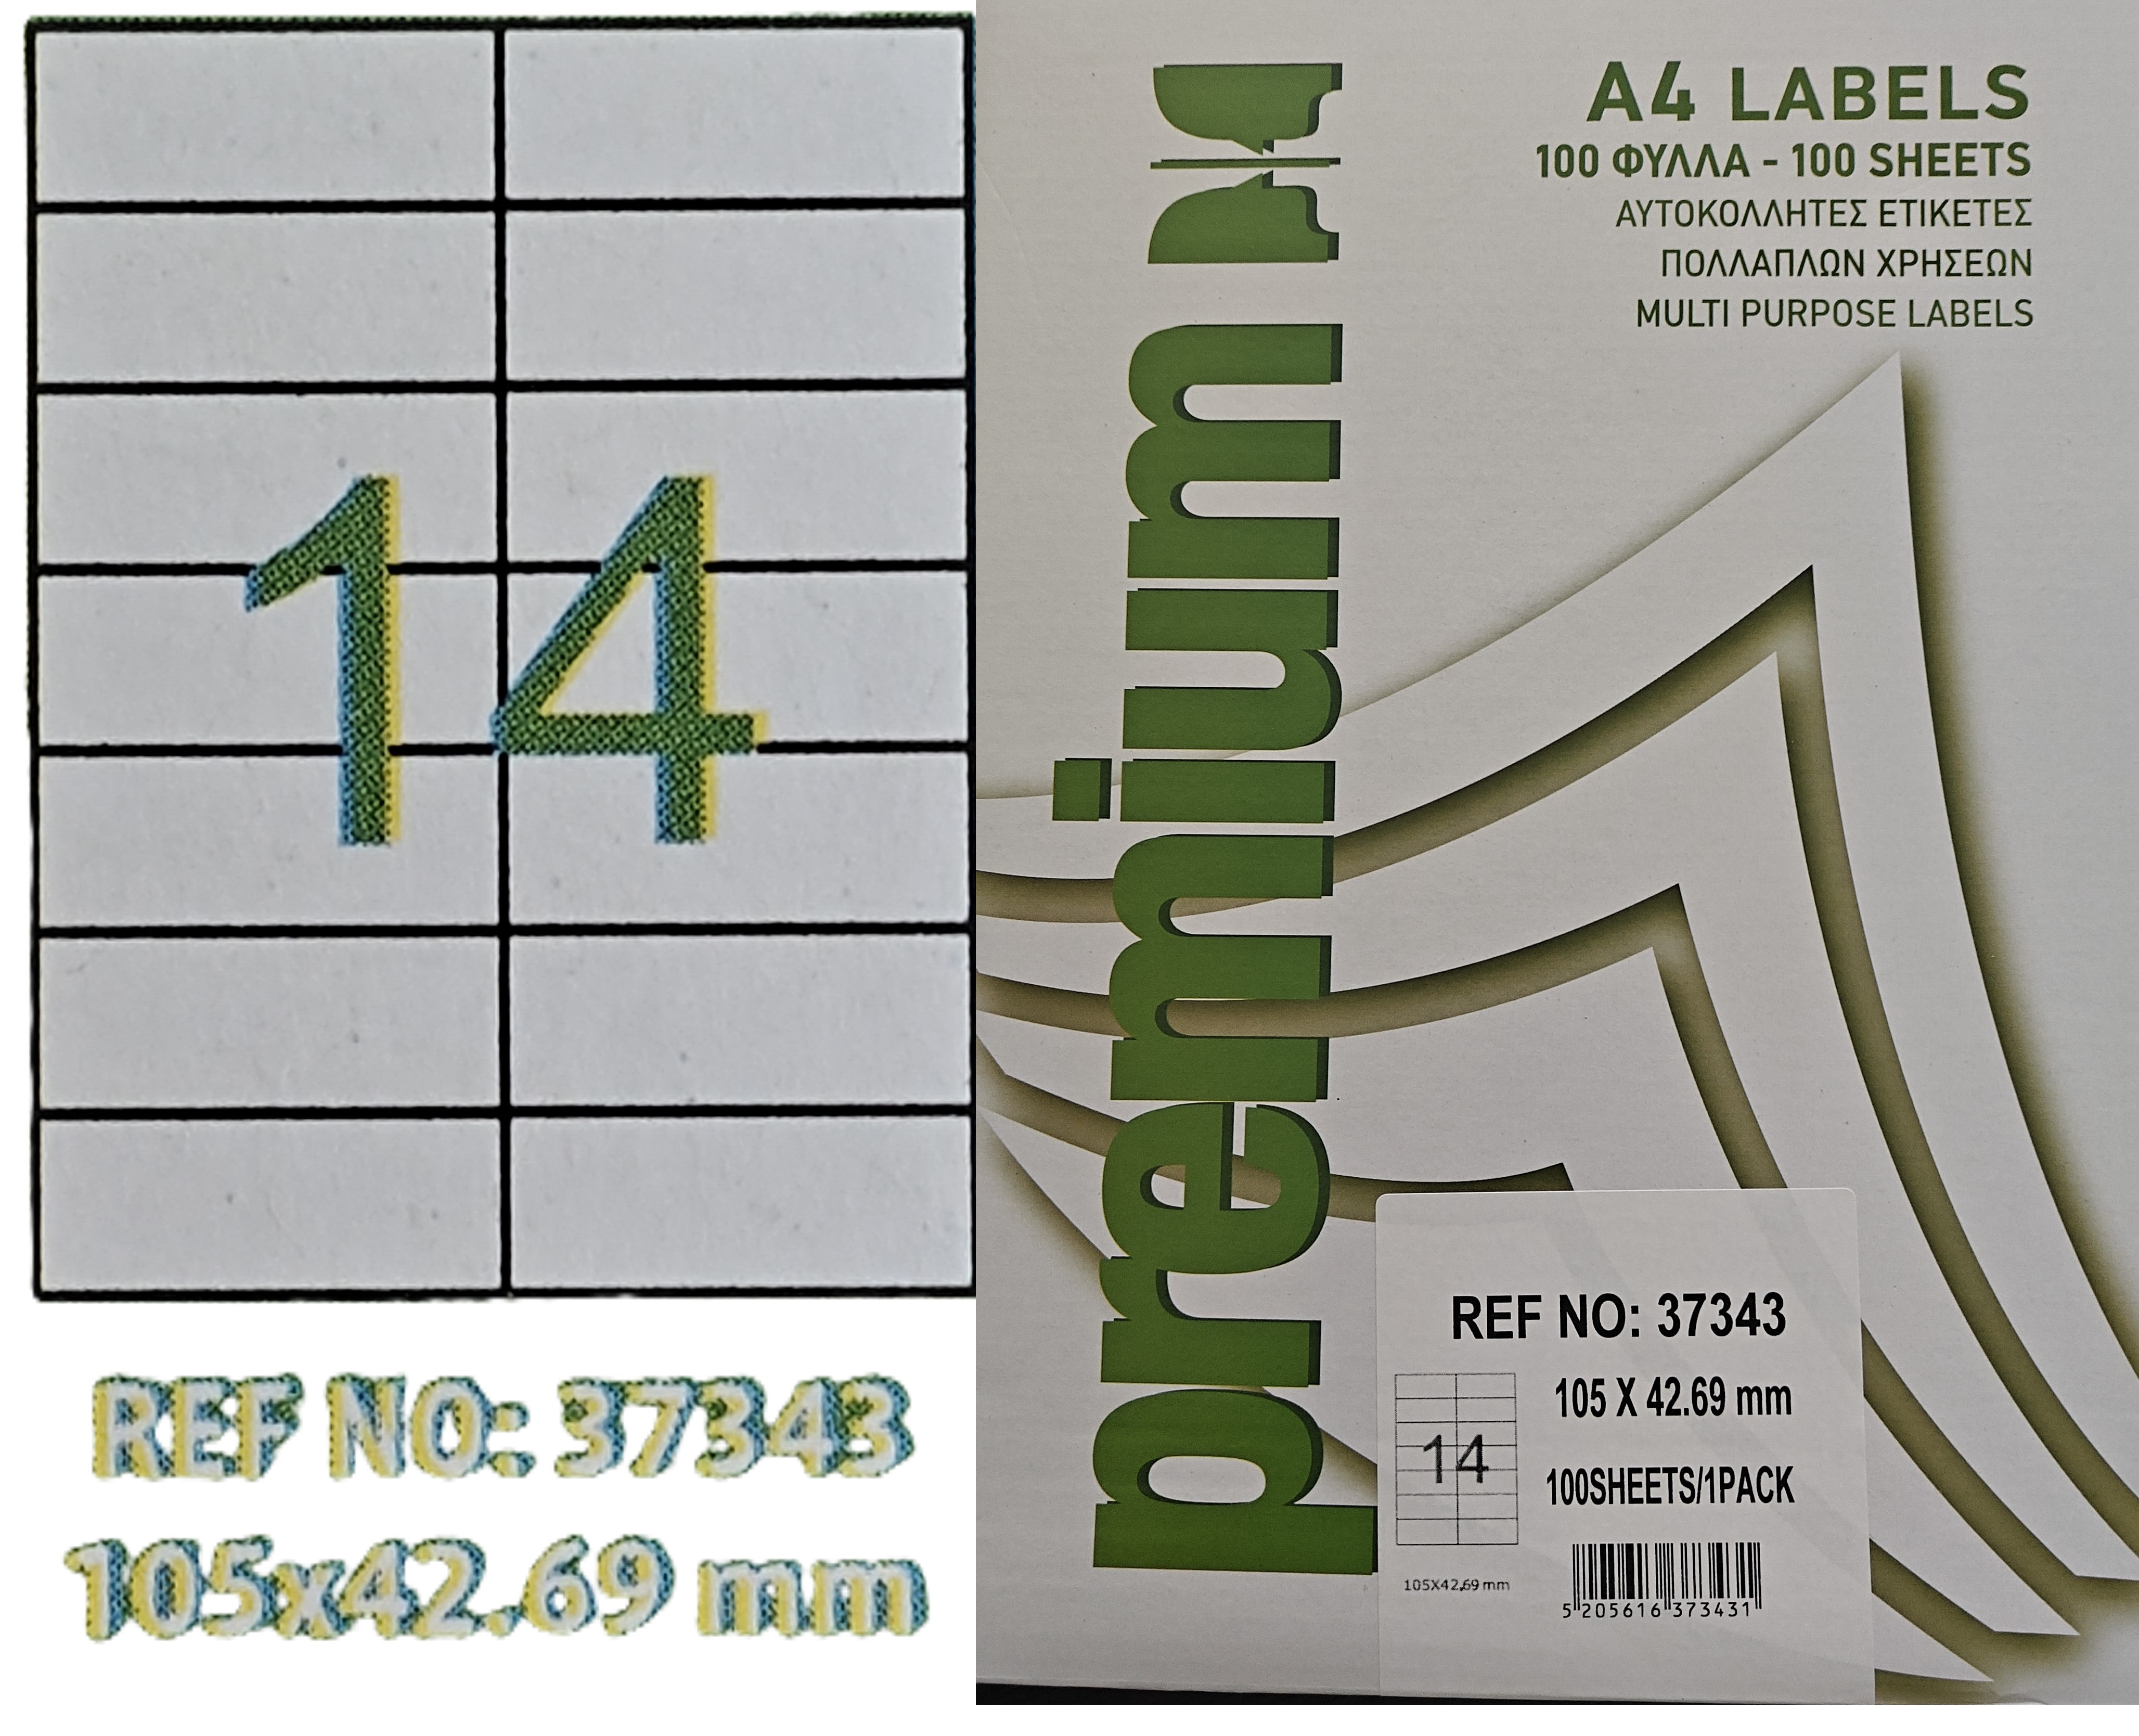 14
REF NO: 37343
105x42.69 mm
premium
A4 LABELS
100 ΦΥΛΛΑ - 100 SHEETS
ΑΥΤΟΚΟΛΛΗΤΕΣ ΕΤΙΚΕΤΕΣ
ΠΟΛΛΑΠΛΩΝ ΧΡΗΣΕΩΝ
MULTI PURPOSE LABELS
REF NO: 37343
105 X 42.69 mm
14
100SHEETS/1PACK
105X42,69 mm
5 205616 373431